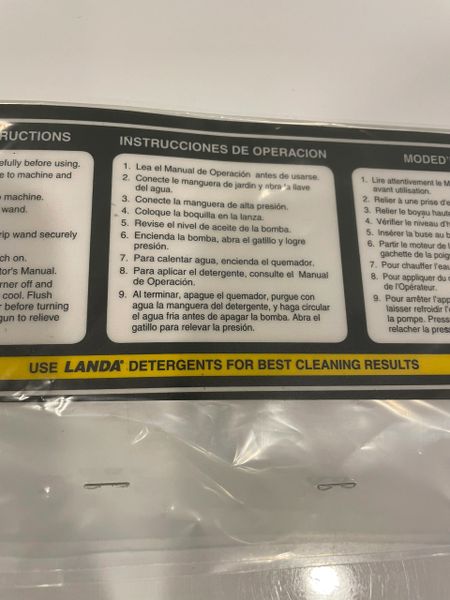 RUCTIONS
efully before using.
e to machine and
machine.
wand.
rip wand securely
ch on.
tor's Manual.
rner off and
cool. Flush
r before turning
gun to relieve
INSTRUCCIONES DE OPERACION
1. Lea el Manual de Operación antes de usarse.
2. Conecte le manguera de jardin y abra la llave
del agua.
3. Conecte la manguera de alta presión.
4. Coloque la boquilla en la lanza.
5. Revise el nivel de aceite de la bomba.
6. Encienda la bomba, abra el gatillo y logre
presión.
7. Para calentar agua, encienda el quemador.
8. Para aplicar el detergente, consulte el Manual
de Operación.
9. Al terminar, apague el quemador, purgue con
agua la manguera del detergente, y haga circular
el agua fria antes de apagar la bomba. Abra el
gatillo para relevar la presión.
MODED'
1. Lire attentivement le M
avant utilisation.
2. Relier à une prise d'e
3. Relier le boyau haute
4. Vérifier le niveau d'h
5. Insérer la buse au b
6. Partir le moteur de l
gachette de la poig
7. Pour chauffer l'eau
8. Pour appliquer du
de l'Opérateur.
9. Pour arrêter l'app
laisser refroidir l'
la pompe. Press
relacher la press
USE LANDA® DETERGENTS FOR BEST CLEANING RESULTS